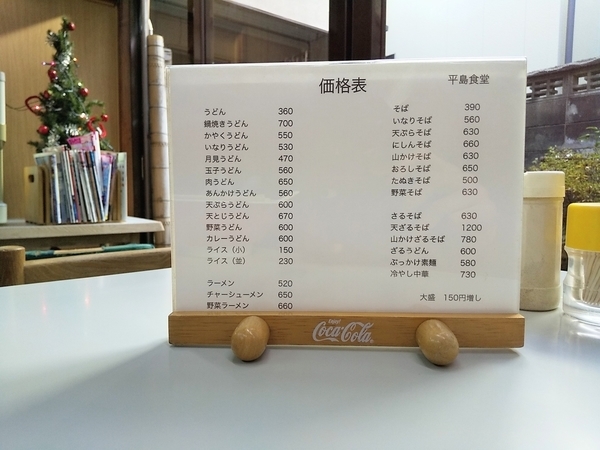 価格表
平島食堂
うどん 360
鍋焼きうどん 700
かやくうどん 550
いなりうどん 530
月見うどん 470
玉子うどん 560
肉うどん 650
あんかけうどん 560
天ぷらうどん 600
天とじうどん 670
野菜うどん 600
カレーうどん 600
ライス（小） 150
ライス（並） 230
ラーメン 520
チャーシューメン 650
野菜ラーメン 660
そば 390
いなりそば 560
天ぷらそば 630
にしんそば 660
山かけそば 630
おろしそば 650
たぬきそば 500
野菜そば 630
ざるそば 630
天ざるそば 1200
山かけざるそば 780
ざるうどん 600
ぶっかけ素麺 580
冷やし中華 730
大盛 150円増し
Enjoy
Coca-Cola